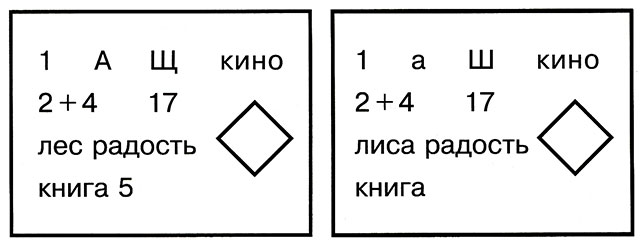 1 А Щ кино
2+4 17
лес радость
книга 5
1 а Ш кино
2+4 17
лиса радость
книга